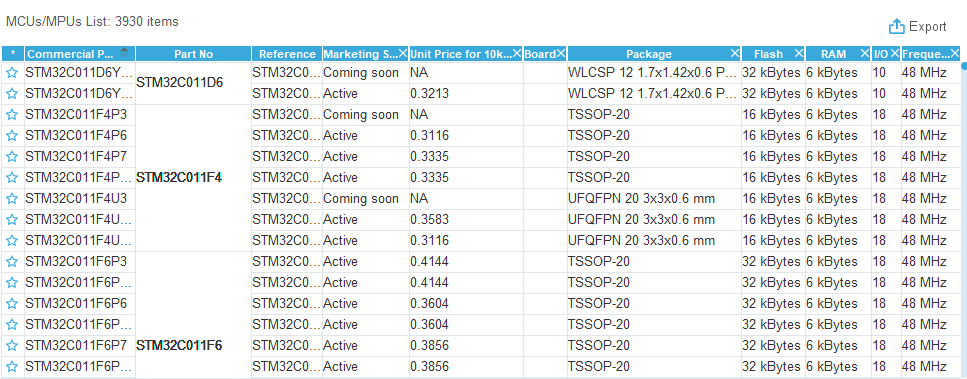 MCUs/MPUs List: 3930 items
Export
* Commercial P... Part No Reference Marketing S... Unit Price for 10k... Board Package Flash RAM I/O Freque...
STM32C011D6Y... STM32C011D6 STM32C0... Coming soon NA WLCSP 12 1.7x1.42x0.6 P... 32 kBytes 6 kBytes 10 48 MHz
STM32C011D6Y... STM32C0... Active 0.3213 WLCSP 12 1.7x1.42x0.6 P... 32 kBytes 6 kBytes 10 48 MHz
STM32C011F4P3 STM32C0... Coming soon NA TSSOP-20 16 kBytes 6 kBytes 18 48 MHz
STM32C011F4P6 STM32C0... Active 0.3116 TSSOP-20 16 kBytes 6 kBytes 18 48 MHz
STM32C011F4P7 STM32C0... Active 0.3335 TSSOP-20 16 kBytes 6 kBytes 18 48 MHz
STM32C011F4P... STM32C011F4 STM32C0... Active 0.3335 TSSOP-20 16 kBytes 6 kBytes 18 48 MHz
STM32C011F4U3 STM32C0... Coming soon NA UFQFPN 20 3x3x0.6 mm 16 kBytes 6 kBytes 18 48 MHz
STM32C011F4U... STM32C0... Active 0.3583 UFQFPN 20 3x3x0.6 mm 16 kBytes 6 kBytes 18 48 MHz
STM32C011F4U... STM32C0... Active 0.3116 UFQFPN 20 3x3x0.6 mm 16 kBytes 6 kBytes 18 48 MHz
STM32C011F6P3 STM32C0... Active 0.4144 TSSOP-20 32 kBytes 6 kBytes 18 48 MHz
STM32C011F6P... STM32C0... Active 0.4144 TSSOP-20 32 kBytes 6 kBytes 18 48 MHz
STM32C011F6P6 STM32C0... Active 0.3604 TSSOP-20 32 kBytes 6 kBytes 18 48 MHz
STM32C011F6P... STM32C0... Active 0.3604 TSSOP-20 32 kBytes 6 kBytes 18 48 MHz
STM32C011F6P7 STM32C011F6 STM32C0... Active 0.3856 TSSOP-20 32 kBytes 6 kBytes 18 48 MHz
STM32C011F6P... STM32C0... Active 0.3856 TSSOP-20 32 kBytes 6 kBytes 18 48 MHz